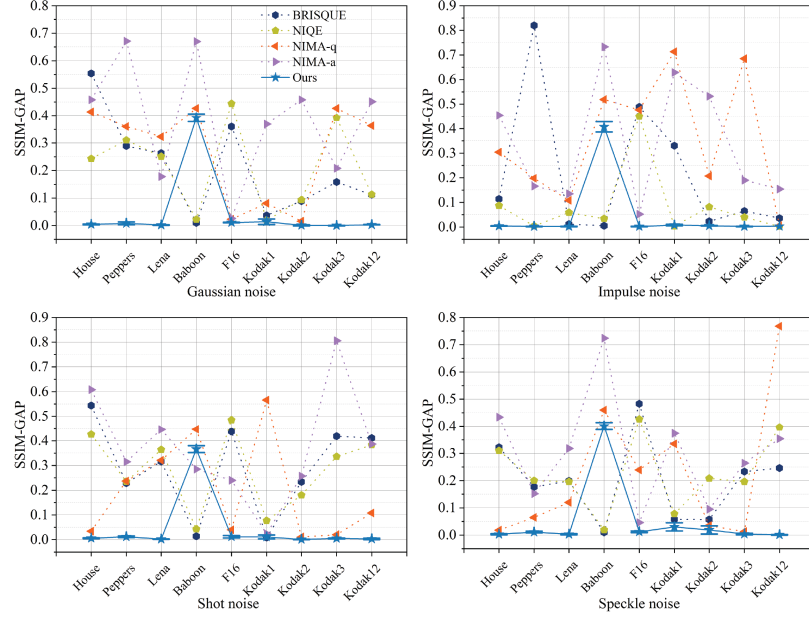 BRISQUE
NIQE
NIMA-q
NIMA-a
Ours
SSIM-GAP
0.8
0.7
0.6
0.5
0.4
0.3
0.2
0.1
0.0
House
Peppers
Lena
Baboon
F16
Kodak1
Kodak2
Kodak3
Kodak12
Gaussian noise
SSIM-GAP
0.9
0.8
0.7
0.6
0.5
0.4
0.3
0.2
0.1
0.0
House
Peppers
Lena
Baboon
F16
Kodak1
Kodak2
Kodak3
Kodak12
Impulse noise
SSIM-GAP
0.9
0.8
0.7
0.6
0.5
0.4
0.3
0.2
0.1
0.0
House
Peppers
Lena
Baboon
F16
Kodak1
Kodak2
Kodak3
Kodak12
Shot noise
SSIM-GAP
0.8
0.7
0.6
0.5
0.4
0.3
0.2
0.1
0.0
House
Peppers
Lena
Baboon
F16
Kodak1
Kodak2
Kodak3
Kodak12
Speckle noise